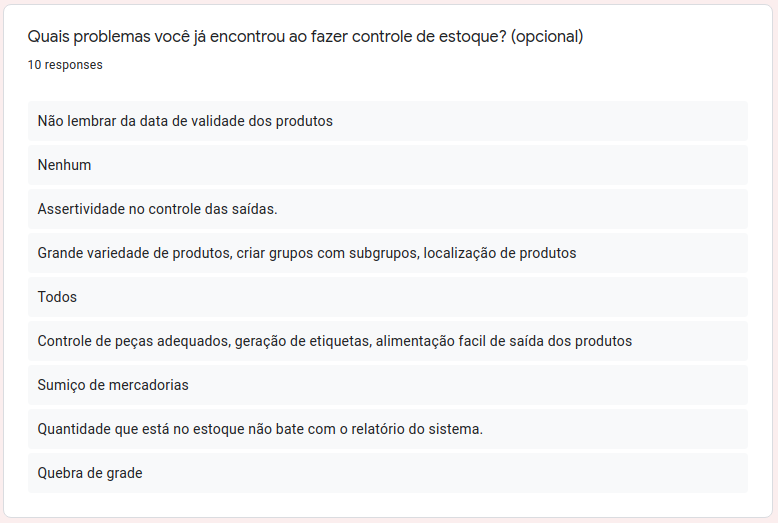 Quais problemas você já encontrou ao fazer controle de estoque? (opcional)
10 responses
Não lembrar da data de validade dos produtos
Nenhum
Assertividade no controle das saídas.
Grande variedade de produtos, criar grupos com subgrupos, localização de produtos
Todos
Controle de peças adequados, geração de etiquetas, alimentação facil de saída dos produtos
Sumiço de mercadorias
Quantidade que está no estoque não bate com o relatório do sistema.
Quebra de grade